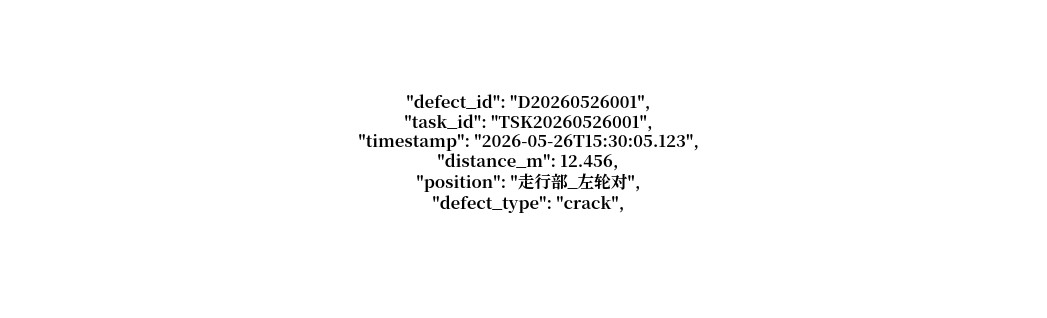 "defect_id": "D20260526001",
"task_id": "TSK20260526001",
"timestamp": "2026-05-26T15:30:05.123",
"distance_m": 12.456,
"position": "走行部_左轮对",
"defect_type": "crack",